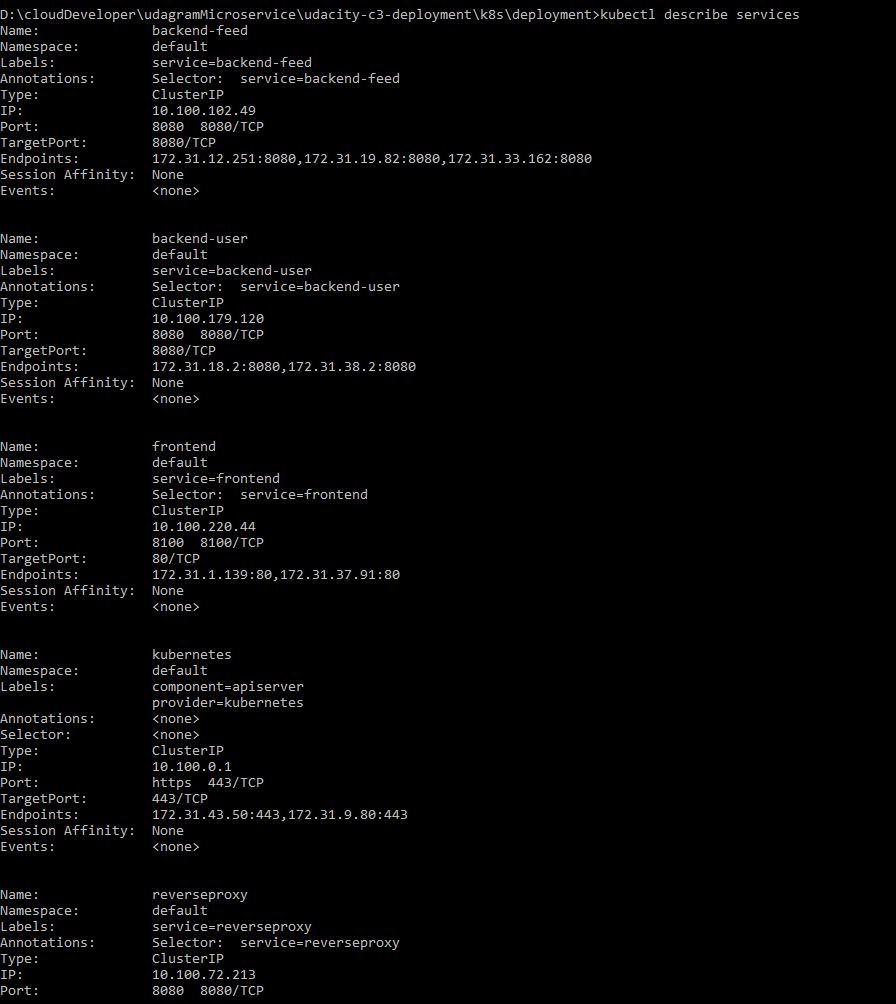 D:\cloudDeveloper\udagramMicroservice\udacity-c3-deployment\k8s\deployment>kubectl describe services
Name:              backend-feed
Namespace:         default
Labels:            service=backend-feed
Annotations:       Selector:  service=backend-feed
Type:              ClusterIP
IP:                10.100.102.49
Port:              8080  8080/TCP
TargetPort:        8080/TCP
Endpoints:         172.31.12.251:8080,172.31.19.82:8080,172.31.33.162:8080
Session Affinity:  None
Events:            <none>

Name:              backend-user
Namespace:         default
Labels:            service=backend-user
Annotations:       Selector:  service=backend-user
Type:              ClusterIP
IP:                10.100.179.120
Port:              8080  8080/TCP
TargetPort:        8080/TCP
Endpoints:         172.31.18.2:8080,172.31.38.2:8080
Session Affinity:  None
Events:            <none>

Name:              frontend
Namespace:         default
Labels:            service=frontend
Annotations:       Selector:  service=frontend
Type:              ClusterIP
IP:                10.100.220.44
Port:              8100  8100/TCP
TargetPort:        80/TCP
Endpoints:         172.31.1.139:80,172.31.37.91:80
Session Affinity:  None
Events:            <none>

Name:              kubernetes
Namespace:         default
Labels:            component=apiserver
                   provider=kubernetes
Annotations:       <none>
Selector:          <none>
Type:              ClusterIP
IP:                10.100.0.1
Port:              https  443/TCP
TargetPort:        443/TCP
Endpoints:         172.31.43.50:443,172.31.9.80:443
Session Affinity:  None
Events:            <none>

Name:              reverseproxy
Namespace:         default
Labels:            service=reverseproxy
Annotations:       Selector:  service=reverseproxy
Type:              ClusterIP
IP:                10.100.72.213
Port:              8080  8080/TCP